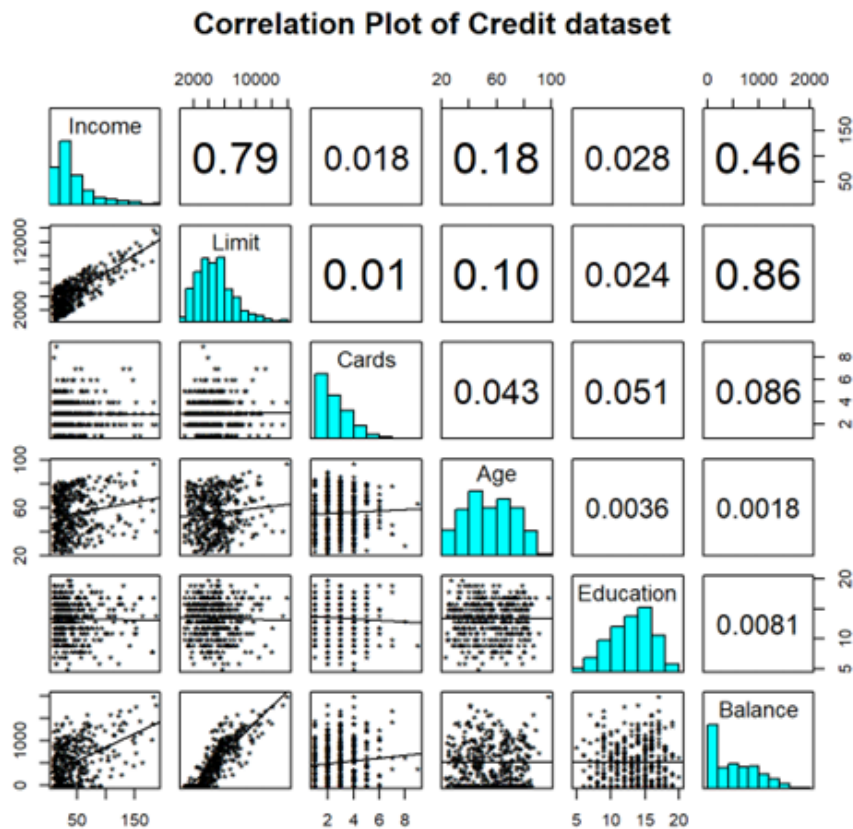 Correlation Plot of Credit dataset
2000 10000 20 60 100 0 1000 2000
Income 0.79 0.018 0.18 0.028 0.46 50 150
2000 12000 Limit 0.01 0.10 0.024 0.86
Cards 0.043 0.051 0.086 2 4 6 8
20 60 100 Age 0.0036 0.0018
Education 0.0081 5 10 20
0 1000 Balance
50 150 2 4 6 8 5 10 15 20